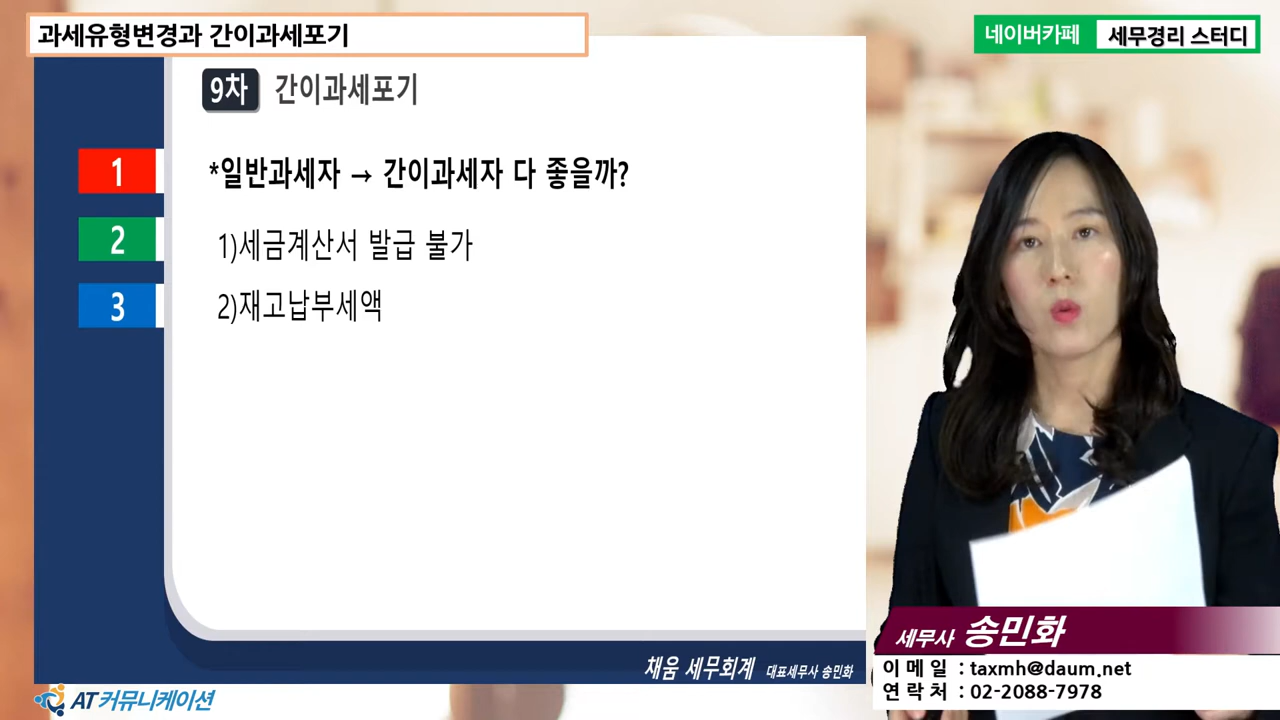 과세유형변경과 간이과세포기
네이버카페 세무경리 스터디
9차 간이과세포기
1 *일반과세자 → 간이과세자 다 좋을까?
2 1)세금계산서 발급 불가
3 2)재고납부세액
세무사 송민화
채움 세무회계 대표세무사 송민화
이 메 일 : taxmh@daum.net
연 락 처 : 02-2088-7978
AT커뮤니케이션